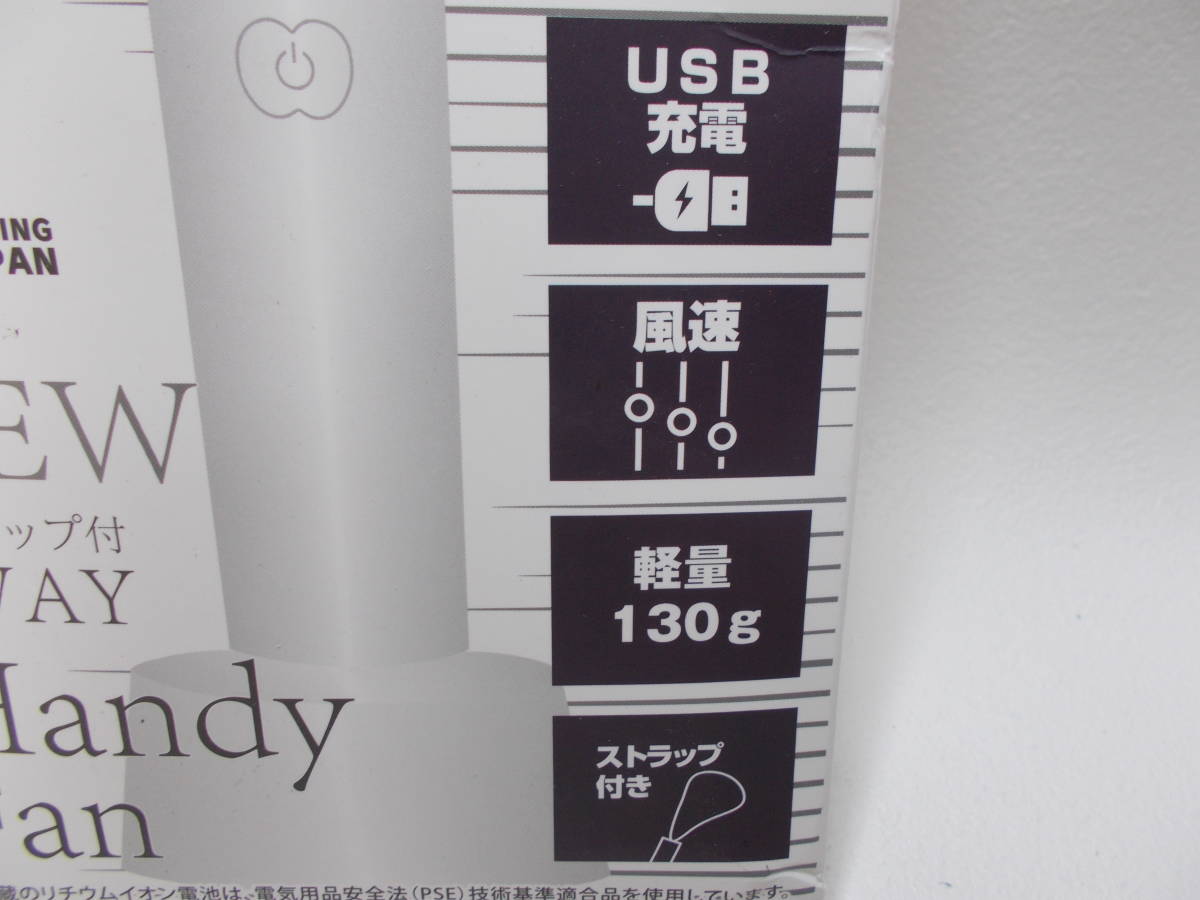 USB
充電
風速
軽量
130g
ストラップ
付き
ING
PAN
EW
ップ付
WAY
Handy
Fan
蔵のリチウムイオン電池は、電気用品安全法(PSE)技術基準適合品を使用しています。